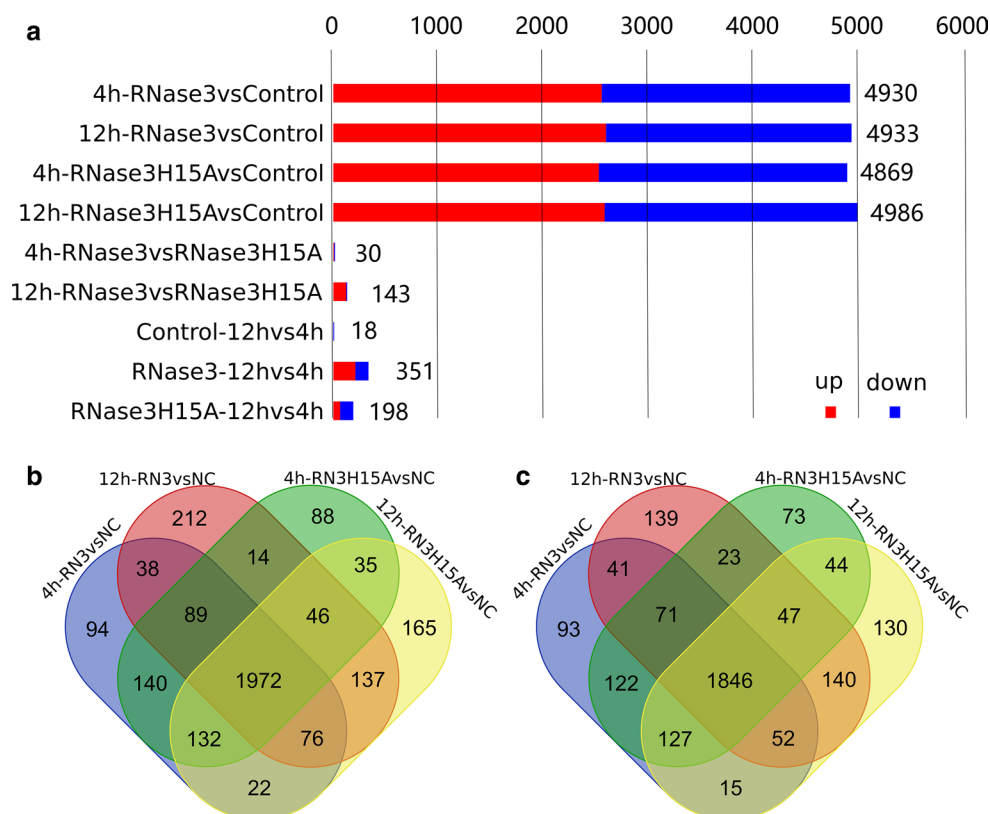 a
0 1000 2000 3000 4000 5000 6000
4h-RNase3vsControl 4930
12h-RNase3vsControl 4933
4h-RNase3H15AvsControl 4869
12h-RNase3H15AvsControl 4986
4h-RNase3vsRNase3H15A 30
12h-RNase3vsRNase3H15A 143
Control-12hvs4h 18
RNase3-12hvs4h 351
RNase3H15A-12hvs4h 198
up down
b
4h-RN3vsNC
12h-RN3vsNC
4h-RN3H15AvsNC
12h-RN3H15AvsNC
212 88
38 14 35
94 89 46 165
140 1972 137
132 76
22
c
4h-RN3vsNC
12h-RN3vsNC
4h-RN3H15AvsNC
12h-RN3H15AvsNC
139 73
41 23 44
93 71 47 130
122 1846 140
127 52
15